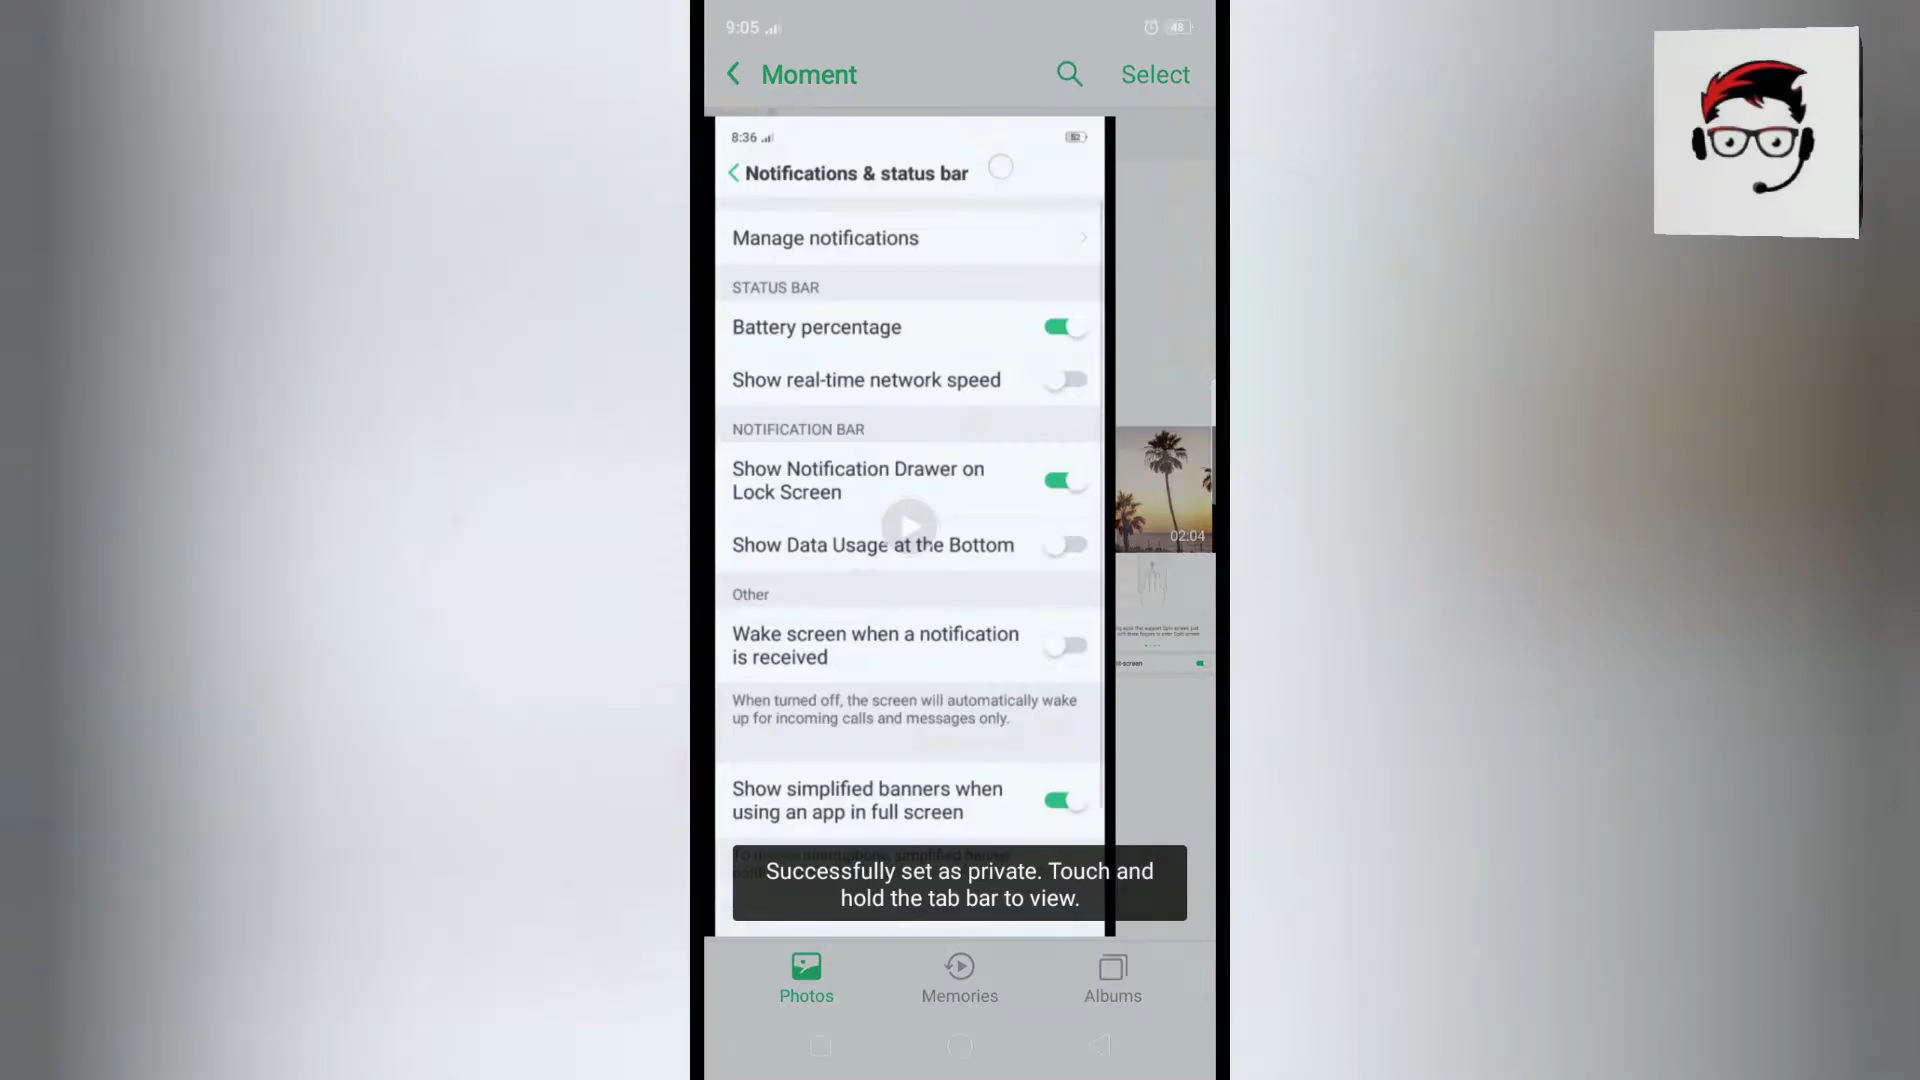 9:05
48
Moment
Select
8:36
52
Notifications & status bar
Manage notifications
STATUS BAR
Battery percentage
Show real-time network speed
NOTIFICATION BAR
Show Notification Drawer on
Lock Screen
Show Data Usage at the Bottom
Other
Wake screen when a notification
is received
When turned off, the screen will automatically wake
up for incoming calls and messages only.
Show simplified banners when
using an app in full screen
02:04
Successfully set as private. Touch and
hold the tab bar to view.
Photos
Memories
Albums